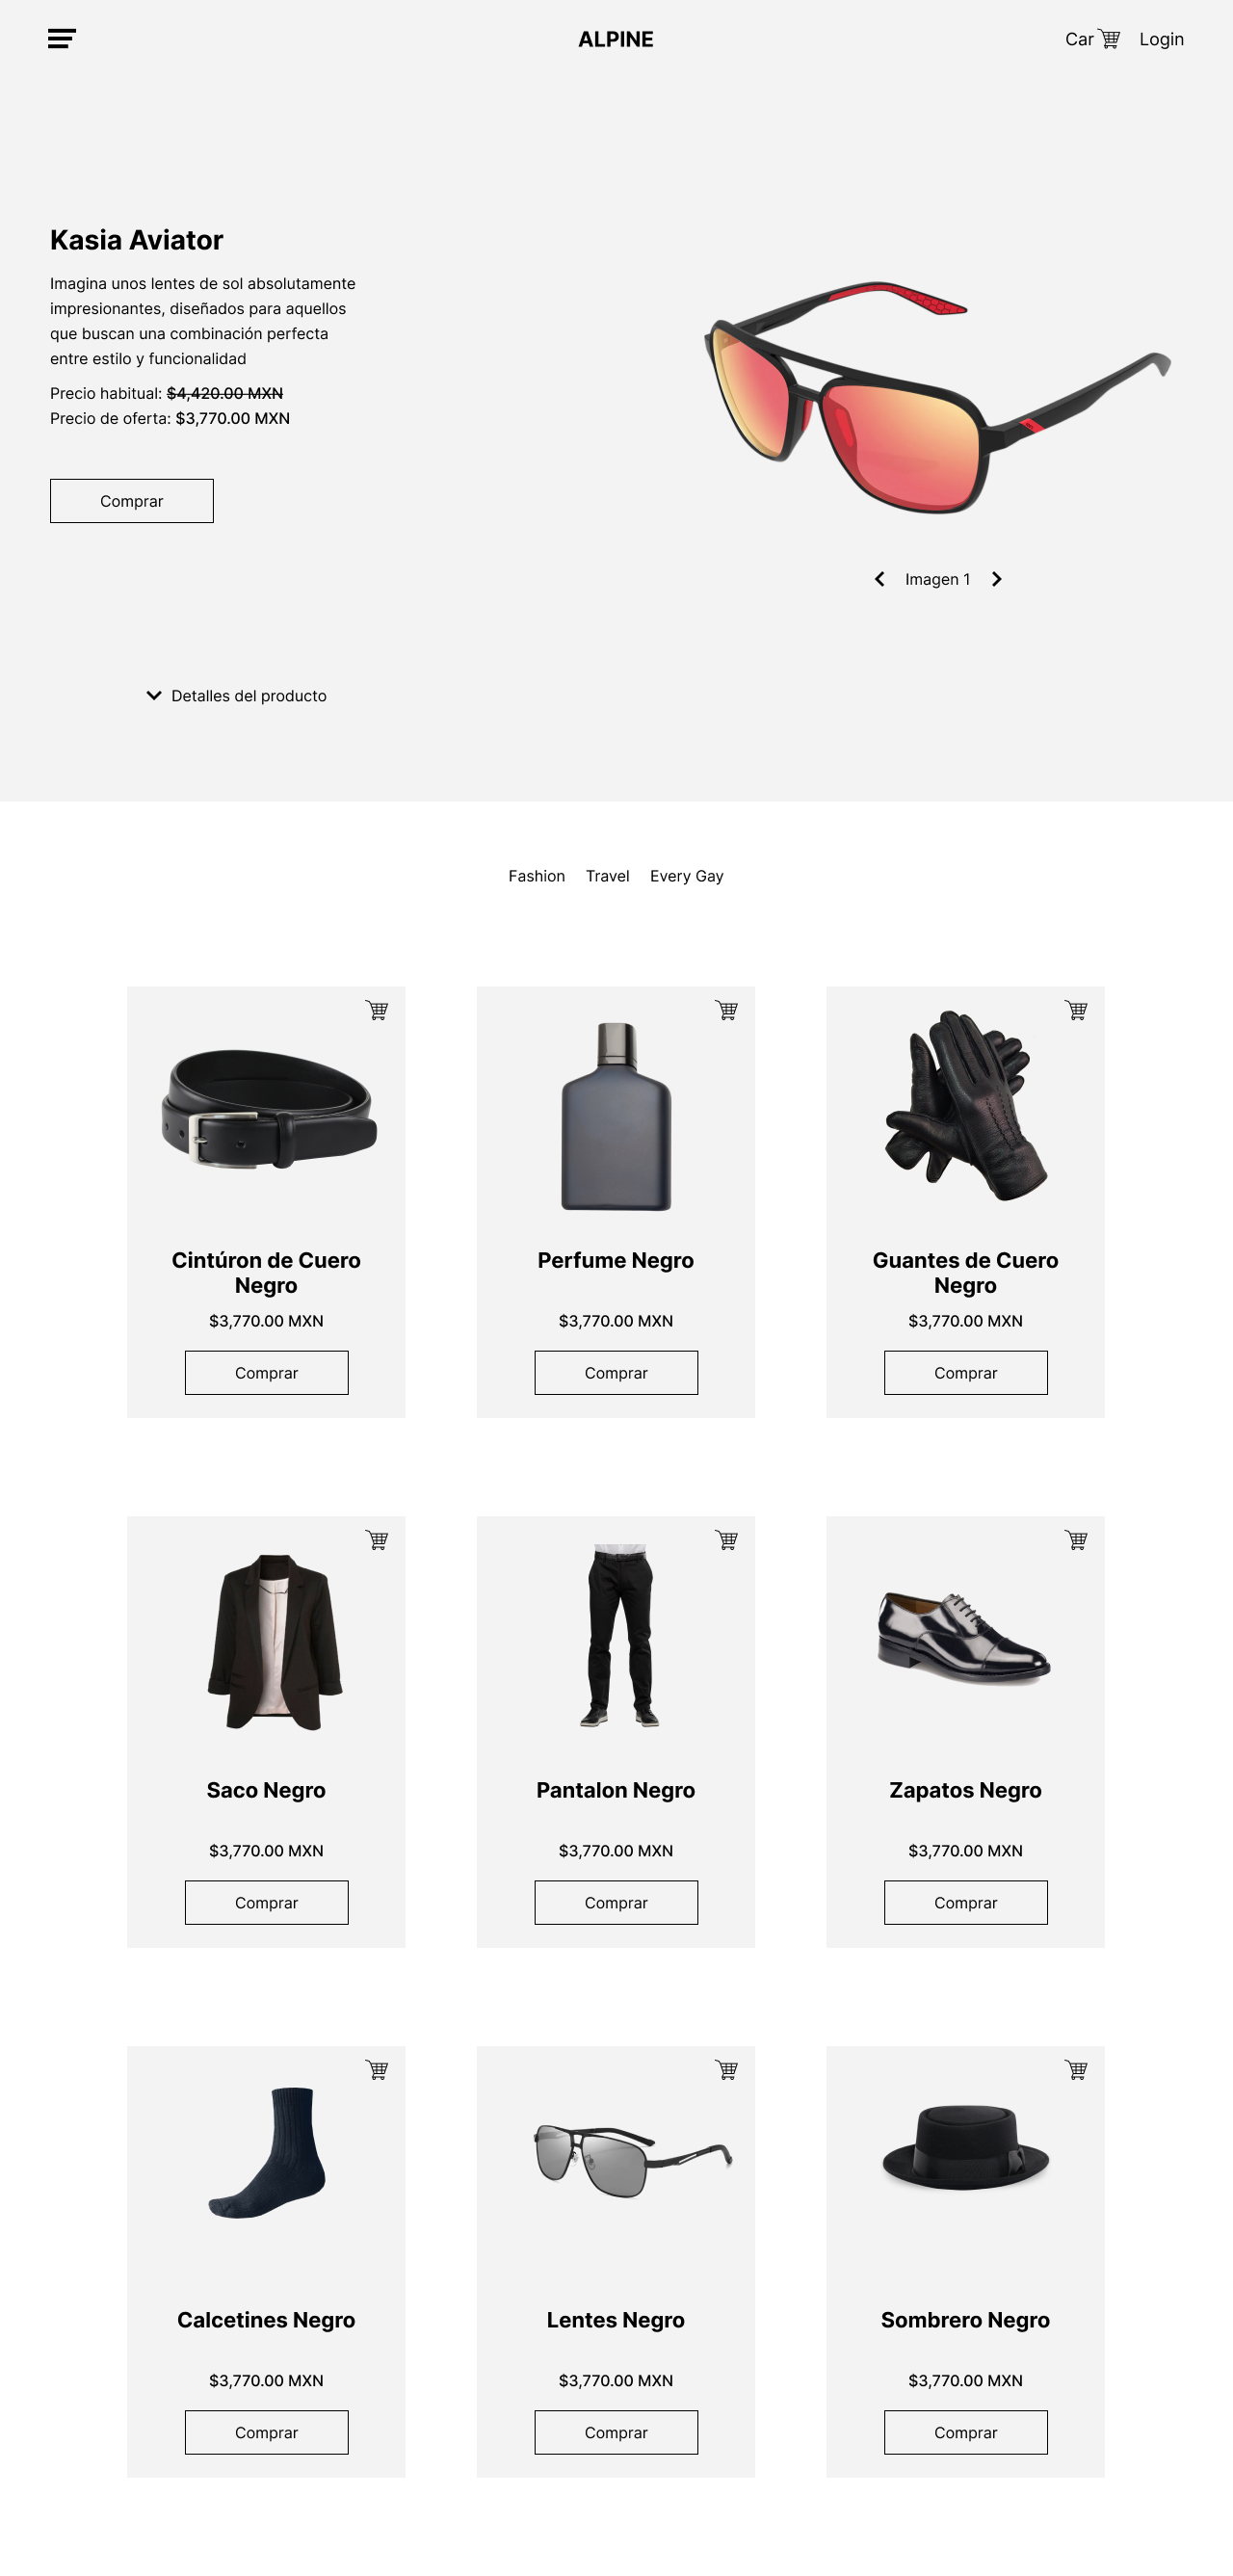 ALPINE
Car
Login
Kasia Aviator
Imagina unos lentes de sol absolutamente
impresionantes, diseñados para aquellos
que buscan una combinación perfecta
entre estilo y funcionalidad
Precio habitual: $4,420.00 MXN
Precio de oferta: $3,770.00 MXN
Comprar
Imagen 1
Detalles del producto
Fashion Travel Every Gay
Cintúron de Cuero
Negro
$3,770.00 MXN
Comprar
Perfume Negro
$3,770.00 MXN
Comprar
Guantes de Cuero
Negro
$3,770.00 MXN
Comprar
Saco Negro
$3,770.00 MXN
Comprar
Pantalon Negro
$3,770.00 MXN
Comprar
Zapatos Negro
$3,770.00 MXN
Comprar
Calcetines Negro
$3,770.00 MXN
Comprar
Lentes Negro
$3,770.00 MXN
Comprar
Sombrero Negro
$3,770.00 MXN
Comprar